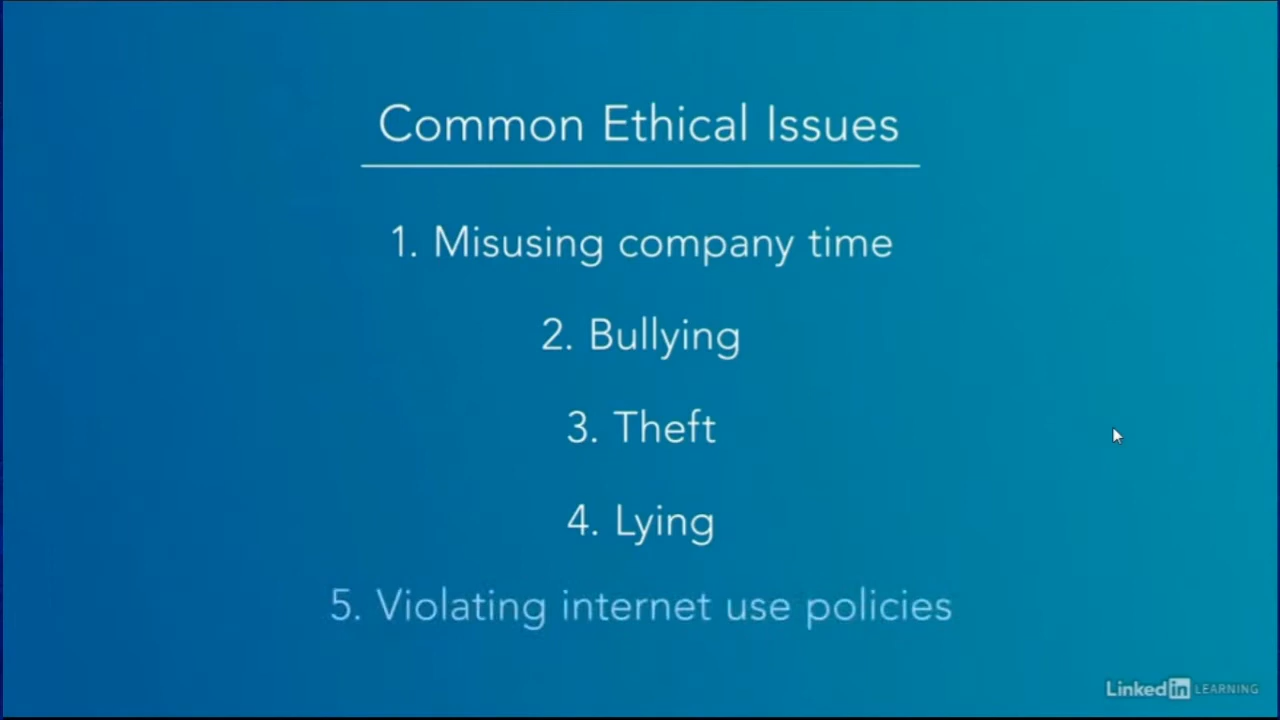 Common Ethical Issues
1. Misusing company time
2. Bullying
3. Theft
4. Lying
5. Violating internet use policies
Linked in LEARNING